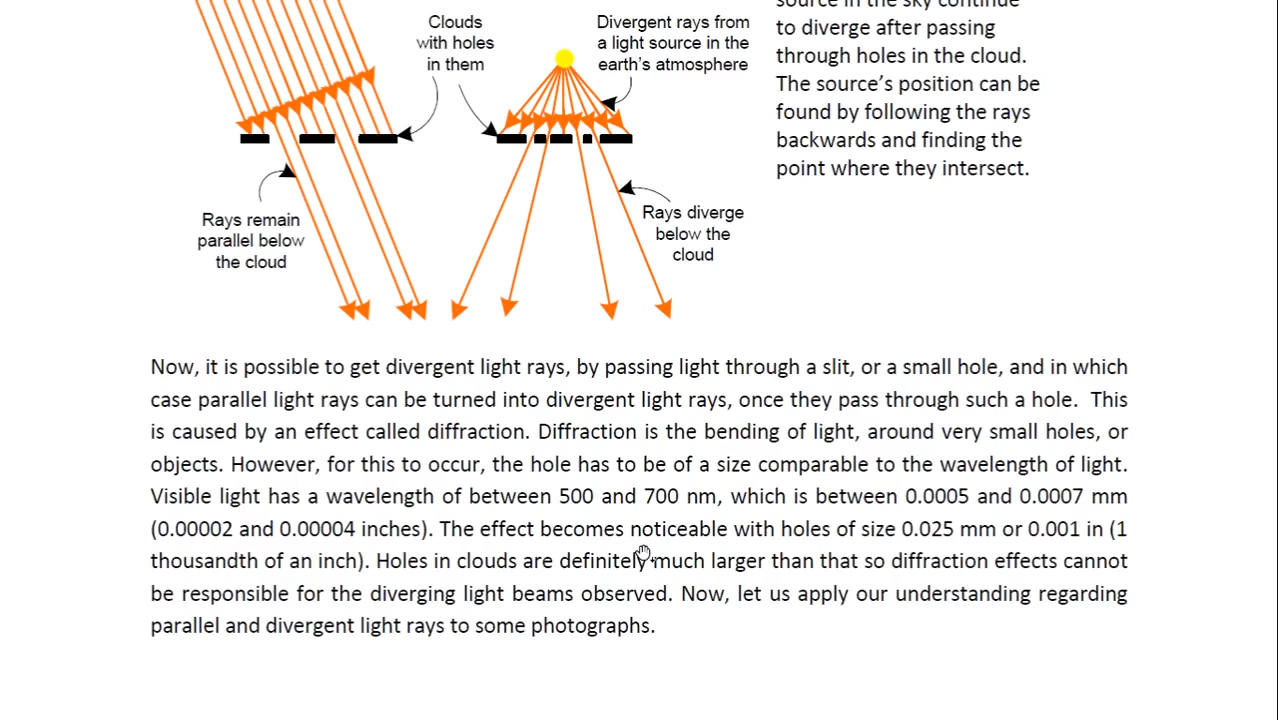 source in the sky continue
to diverge after passing
through holes in the cloud.
The source's position can be
found by following the rays
backwards and finding the
point where they intersect.
Clouds
with holes
in them
Divergent rays from
a light source in the
earth's atmosphere
Rays remain
parallel below
the cloud
Rays diverge
below the
cloud
Now, it is possible to get divergent light rays, by passing light through a slit, or a small hole, and in which
case parallel light rays can be turned into divergent light rays, once they pass through such a hole. This
is caused by an effect called diffraction. Diffraction is the bending of light, around very small holes, or
objects. However, for this to occur, the hole has to be of a size comparable to the wavelength of light.
Visible light has a wavelength of between 500 and 700 nm, which is between 0.0005 and 0.0007 mm
(0.00002 and 0.00004 inches). The effect becomes noticeable with holes of size 0.025 mm or 0.001 in (1
thousandth of an inch). Holes in clouds are definitely much larger than that so diffraction effects cannot
be responsible for the diverging light beams observed. Now, let us apply our understanding regarding
parallel and divergent light rays to some photographs.